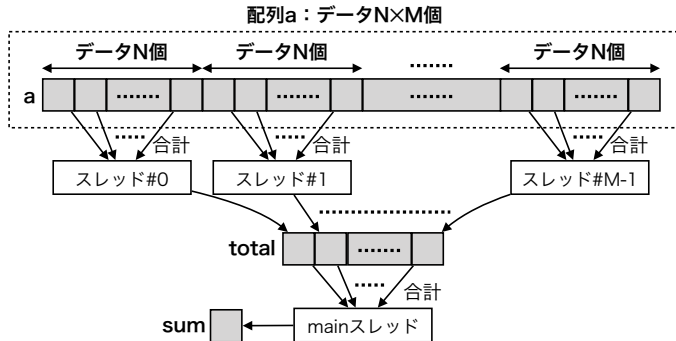 配列a：データN×M個
データN個 データN個 ……. データN個
a ……. ……. ……. …….
….. 合計 ….. 合計 ….. 合計
スレッド#0 スレッド#1 スレッド#M-1
total …….
….. 合計
sum mainスレッド